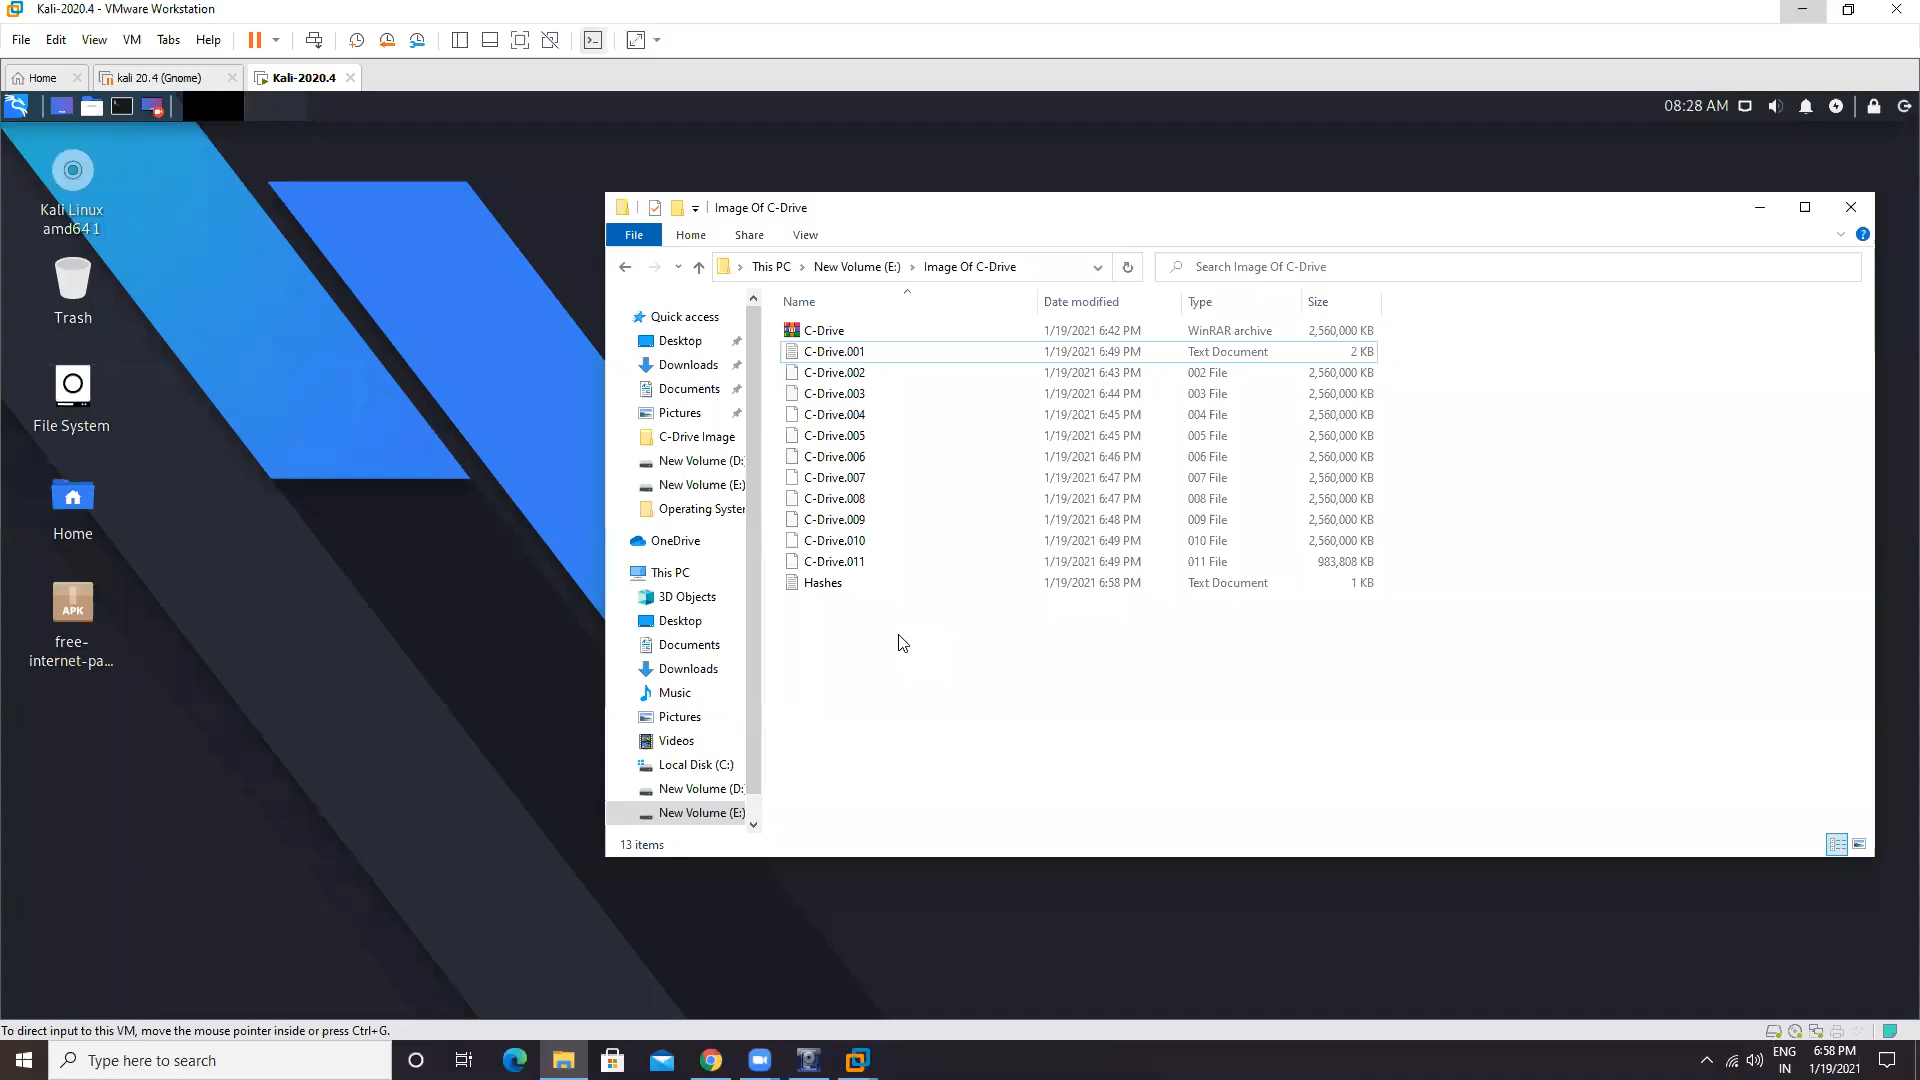 Kali-2020.4 - VMware Workstation
File Edit View VM Tabs Help
Home kali 20.4 (Gnome) Kali-2020.4
08:28 AM
Kali Linux
amd64 1
Trash
File System
Home
APK
free-
internet-pa...
Image Of C-Drive
File Home Share View
This PC > New Volume (E:) > Image Of C-Drive
Search Image Of C-Drive
Quick access
Desktop
Downloads
Documents
Pictures
C-Drive Image
New Volume (D:
New Volume (E:)
Operating Syster
OneDrive
This PC
3D Objects
Desktop
Documents
Downloads
Music
Pictures
Videos
Local Disk (C:)
New Volume (D:
New Volume (E:)
Name Date modified Type Size
C-Drive 1/19/2021 6:42 PM WinRAR archive 2,560,000 KB
C-Drive.001 1/19/2021 6:49 PM Text Document 2 KB
C-Drive.002 1/19/2021 6:43 PM 002 File 2,560,000 KB
C-Drive.003 1/19/2021 6:44 PM 003 File 2,560,000 KB
C-Drive.004 1/19/2021 6:45 PM 004 File 2,560,000 KB
C-Drive.005 1/19/2021 6:45 PM 005 File 2,560,000 KB
C-Drive.006 1/19/2021 6:46 PM 006 File 2,560,000 KB
C-Drive.007 1/19/2021 6:47 PM 007 File 2,560,000 KB
C-Drive.008 1/19/2021 6:47 PM 008 File 2,560,000 KB
C-Drive.009 1/19/2021 6:48 PM 009 File 2,560,000 KB
C-Drive.010 1/19/2021 6:49 PM 010 File 2,560,000 KB
C-Drive.011 1/19/2021 6:49 PM 011 File 983,808 KB
Hashes 1/19/2021 6:58 PM Text Document 1 KB
13 items
To direct input to this VM, move the mouse pointer inside or press Ctrl+G.
Type here to search
ENG
IN
6:58 PM
1/19/2021